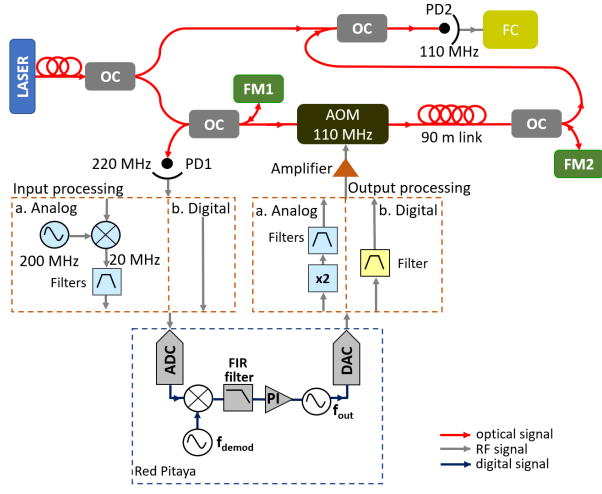 PD2
LASER
OC
OC
110 MHz
FC
FM1
OC
AOM
110 MHz
90 m link
OC
FM2
220 MHz
PD1
Amplifier
Input processing
Output processing
a. Analog
b. Digital
a. Analog
b. Digital
200 MHz
20 MHz
Filters
Filters
x2
Filter
ADC
FIR
filter
PI
DAC
fout
fdemod
Red Pitaya
optical signal
RF signal
digital signal